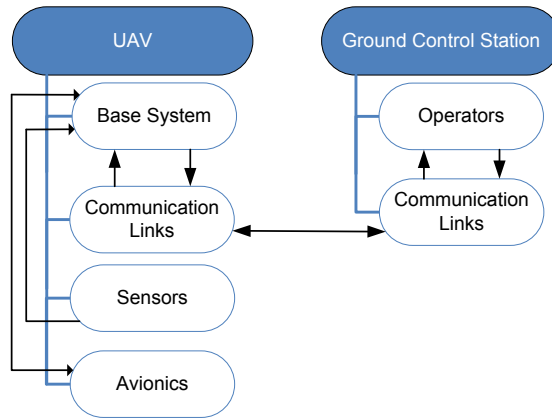 UAV
Base System
Communication
Links
Sensors
Avionics
Ground Control Station
Operators
Communication
Links